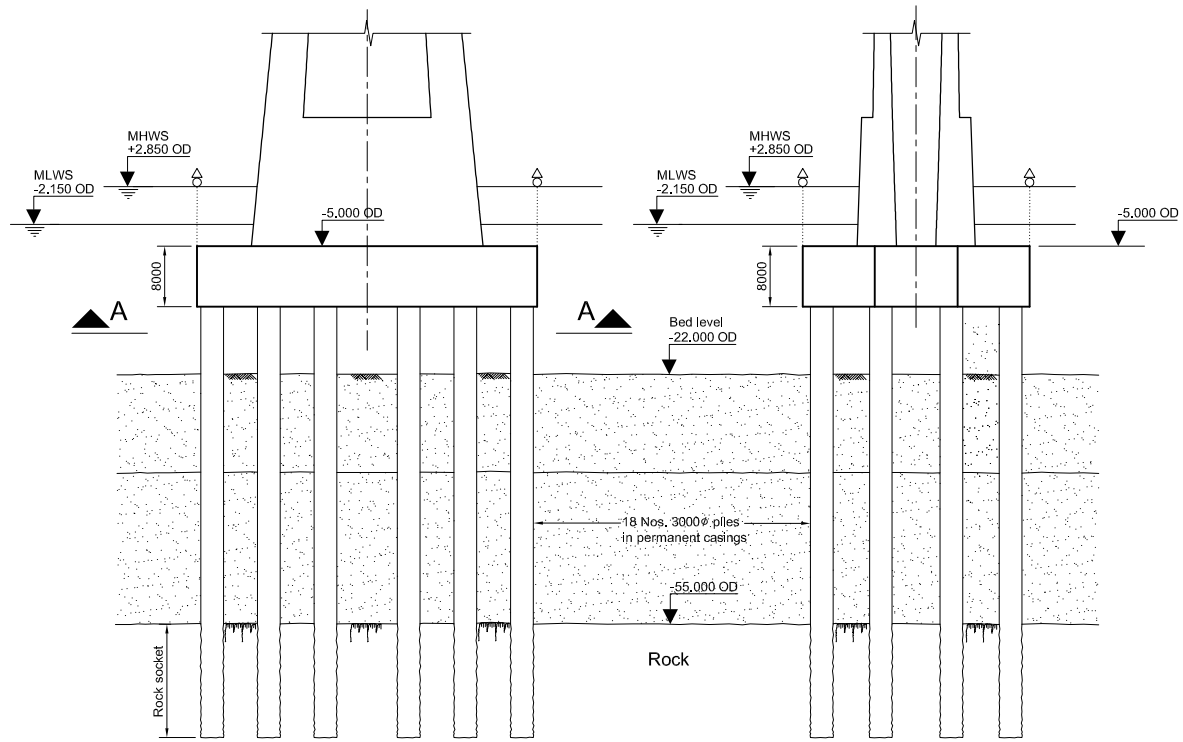 MHWS
+2.850 OD
MLWS
-2.150 OD
-5.000 OD
8000
A
A
Bed level
-22.000 OD
MHWS
+2.850 OD
MLWS
-2.150 OD
-5.000 OD
8000
18 Nos. 3000ø piles
in permanent casings
-55.000 OD
Rock
Rock socket